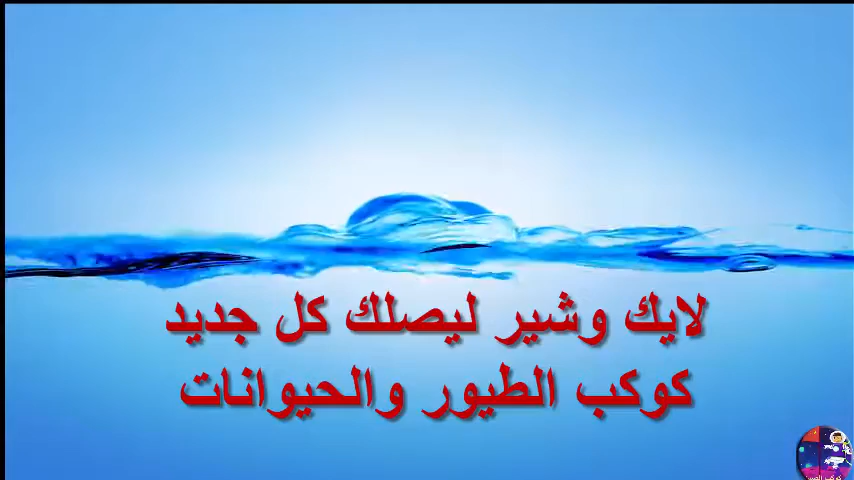 لايك وشير ليصلك كل جديد
كوكب الطيور والحيوانات